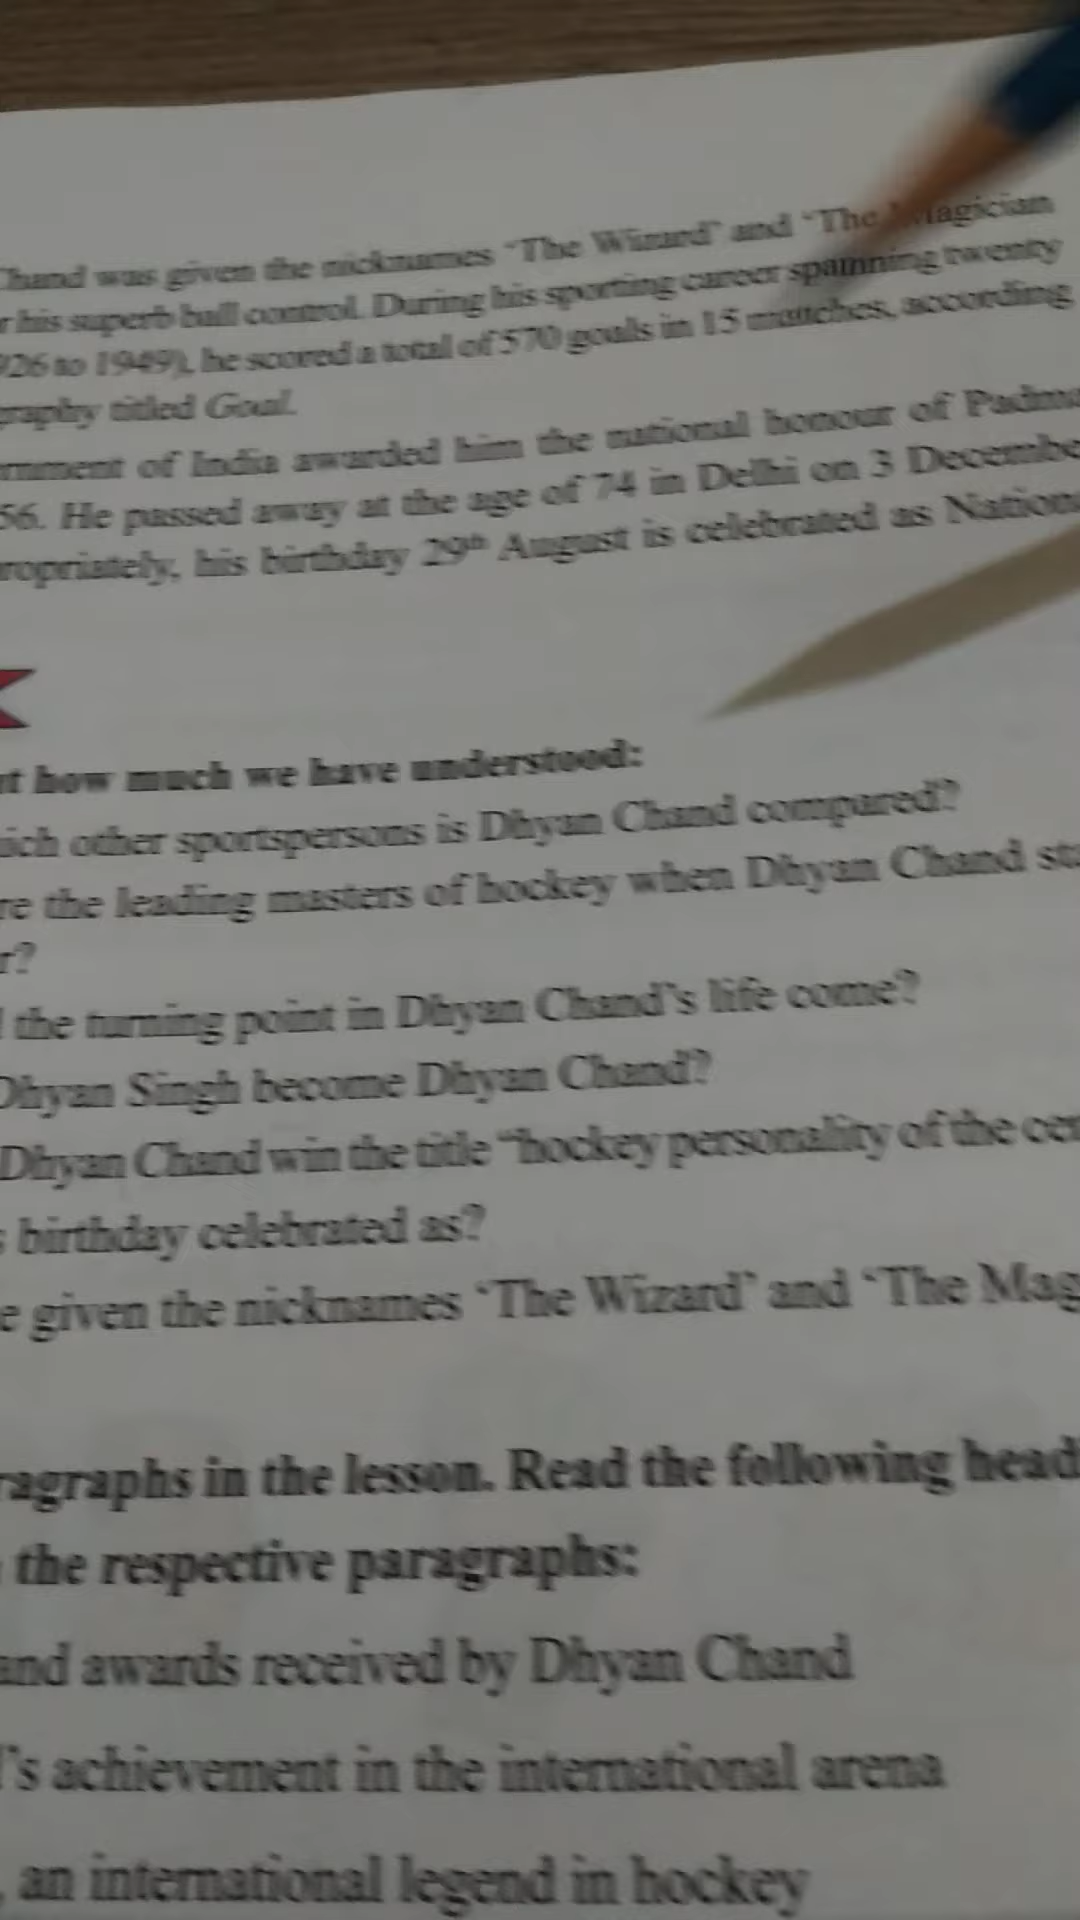 Chand was given the nicknames 'The Wizard' and 'The Magician
his superb ball control. During his sporting career spanning twenty
926 to 1949), he scored a total of 570 goals in 15 matches, according
graphy titled Goal.
rnment of India awarded him the national honour of Padma
56. He passed away at the age of 74 in Delhi on 3 Decembe
ropriately, his birthday 29th August is celebrated as Nationa
how much we have understood:
ich other sportspersons is Dhyan Chand compared?
re the leading masters of hockey when Dhyan Chand sta
r?
the turning point in Dhyan Chand's life come?
Dhyan Singh become Dhyan Chand?
Dhyan Chand win the title "hockey personality of the cen
birthday celebrated as?
e given the nicknames 'The Wizard' and 'The Mag
ragraphs in the lesson. Read the following head
the respective paragraphs:
and awards received by Dhyan Chand
's achievement in the international arena
, an international legend in hockey